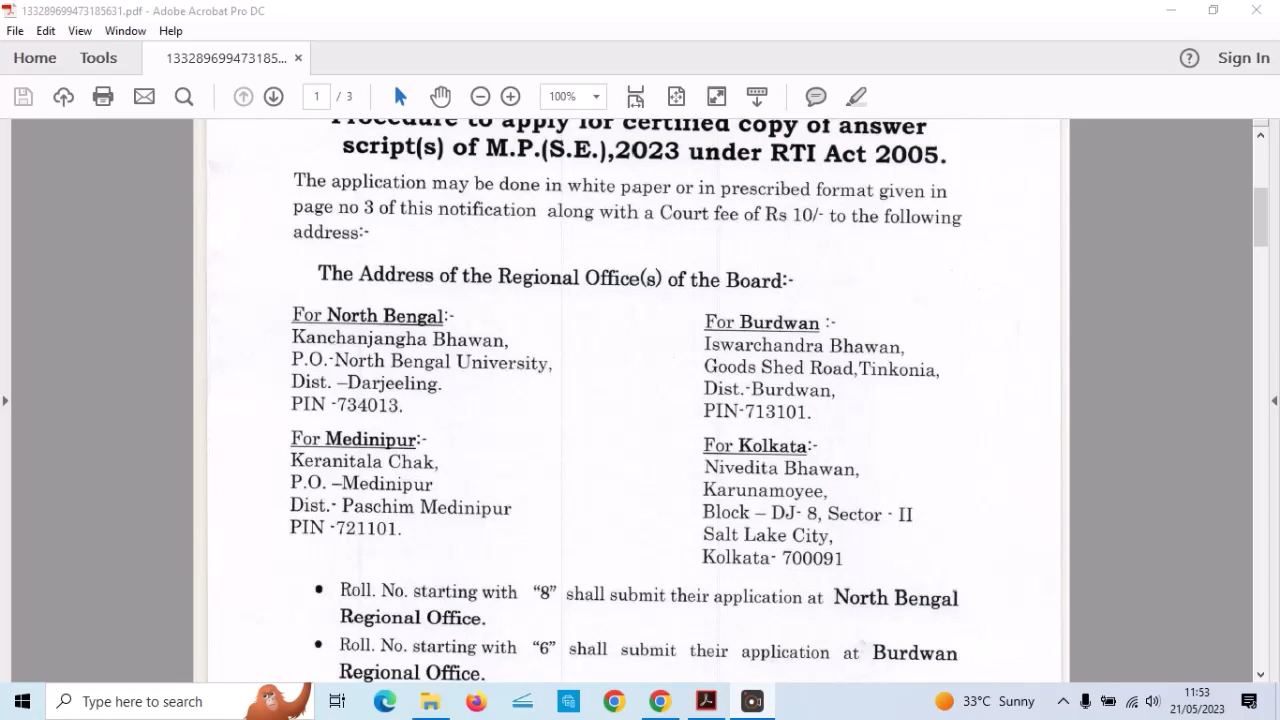 133289699473185631.pdf - Adobe Acrobat Pro DC
File Edit View Window Help
Home Tools 133289699473185... × Sign In
1 / 3 100%
Procedure to apply for certified copy of answer
script(s) of M.P.(S.E.),2023 under RTI Act 2005.
The application may be done in white paper or in prescribed format given in
page no 3 of this notification along with a Court fee of Rs 10/- to the following
address:-
The Address of the Regional Office(s) of the Board:-
For North Bengal:-
Kanchanjangha Bhawan,
P.O.-North Bengal University,
Dist. –Darjeeling.
PIN -734013.
For Burdwan :-
Iswarchandra Bhawan,
Goods Shed Road,Tinkonia,
Dist.-Burdwan,
PIN-713101.
For Medinipur:-
Keranitala Chak,
P.O. –Medinipur
Dist.- Paschim Medinipur
PIN -721101.
For Kolkata:-
Nivedita Bhawan,
Karunamoyee,
Block – DJ- 8, Sector - II
Salt Lake City,
Kolkata- 700091
• Roll. No. starting with “8” shall submit their application at North Bengal
Regional Office.
• Roll. No. starting with “6” shall submit their application at Burdwan
Regional Office.
Type here to search
33°C Sunny
11:53
21/05/2023